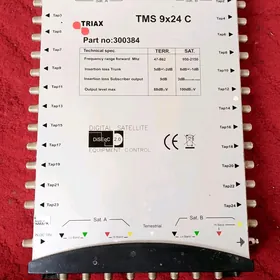 TRIAX
TMS 9x24 C
Part no:300384
Technical spec
TERR.
SAT.
Frequency range forward. Mhz
47-862
950-2150
Insertion loss Trunk
Insertion loss Subscriber output
Output level max
DIGITAL SATELLITE
DiSEqC 2.0
EQUIPMENT CONTROL
CE
Tap3
Tap5
Tap7
Tap9
Tap11
Tap13
Tap15
Tap17
Tap19
Tap21
Tap23
Tap2
Tap4
Tap6
Tap8
Tap10
Tap12
Tap14
Tap16
Tap18
Tap20
Tap22
Tap24
Sat. A
Sat. B
Terrestrial